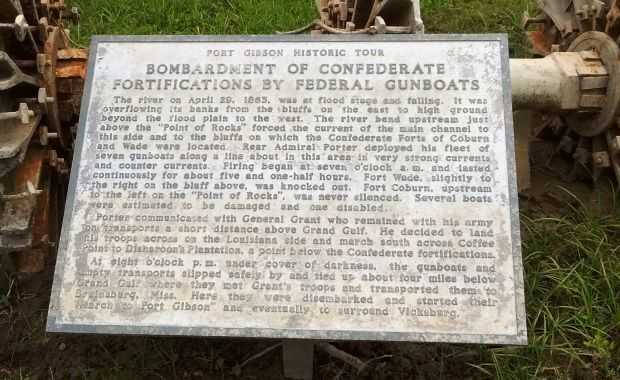 PORT GIBSON HISTORIC TOUR
BOMBARDMENT OF CONFEDERATE
FORTIFICATIONS BY FEDERAL GUNBOATS
The river on April 29, 1863, was at flood stage and falling. It was
overflowing its banks from the bluffs on the east to high ground
beyond the flood plain to the west. The river bend upstream just
above the "Point of Rocks" forced the current of the main channel to
this side and to the bluffs on which the Confederate Forts of Coburn
and Wade were located. Rear Admiral Porter deployed his fleet of
seven gunboats along a line about in this area in very strong currents
and counter currents. Firing began at seven o'clock a.m. and lasted
continuously for about five and one-half hours. Fort Wade, slightly to
the right on the bluff above, was knocked out. Fort Coburn, upstream
to the left on the "Point of Rocks", was never silenced. Several boats
were estimated to be damaged and one disabled.
Porter communicated with General Grant who remained with his army
on transports a short distance above Grand Gulf. He decided to land
his troops across on the Louisiana side and march south across Coffee
Point to Disharoon's Plantation, a point below the Confederate fortifications.
At eight o'clock p.m. under cover of darkness, the gunboats and
empty transports slipped safely by and tied up about four miles below
Grand Gulf where they met Grant's troops and transported them to
Bruinsburg, Miss. Here they were disembarked and started their
"March to Port Gibson" and eventually to surround Vicksburg.